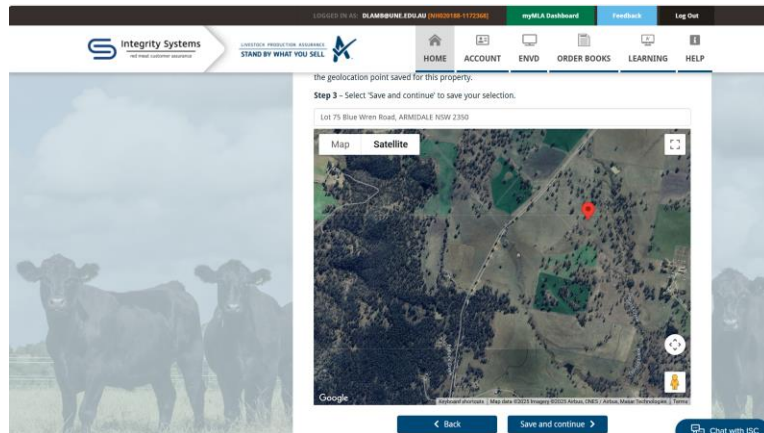 LOGGED IN AS: DLAMB@UNE.EDU.AU (NH020188-1172368)
myMLA Dashboard
Feedback
Log Out
Integrity Systems
red meat customer assurance
LIVESTOCK PRODUCTION ASSURANCE
STAND BY WHAT YOU SELL
HOME
ACCOUNT
ENVD
ORDER BOOKS
LEARNING
HELP
the geolocation point saved for this property.
Step 3 – Select 'Save and continue' to save your selection.
Lot 75 Blue Wren Road, ARMIDALE NSW 2350
Map
Satellite
Google
Keyboard shortcuts
Map data ©2025 Imagery ©2025 Airbus, CNES / Airbus, Maxar Technologies
Terms
Back
Save and continue
Chat with ISC